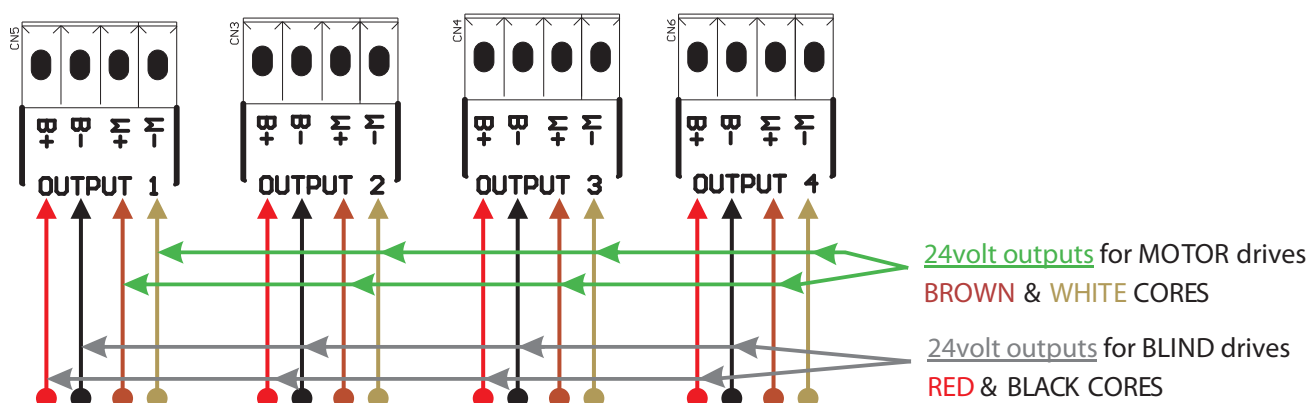 CN5
CN3
CN4
CN6
B+ B- M+ M-
B+ B- M+ M-
B+ B- M+ M-
B+ B- M+ M-
OUTPUT 1
OUTPUT 2
OUTPUT 3
OUTPUT 4
24volt outputs for MOTOR drives
BROWN & WHITE CORES
24volt outputs for BLIND drives
RED & BLACK CORES